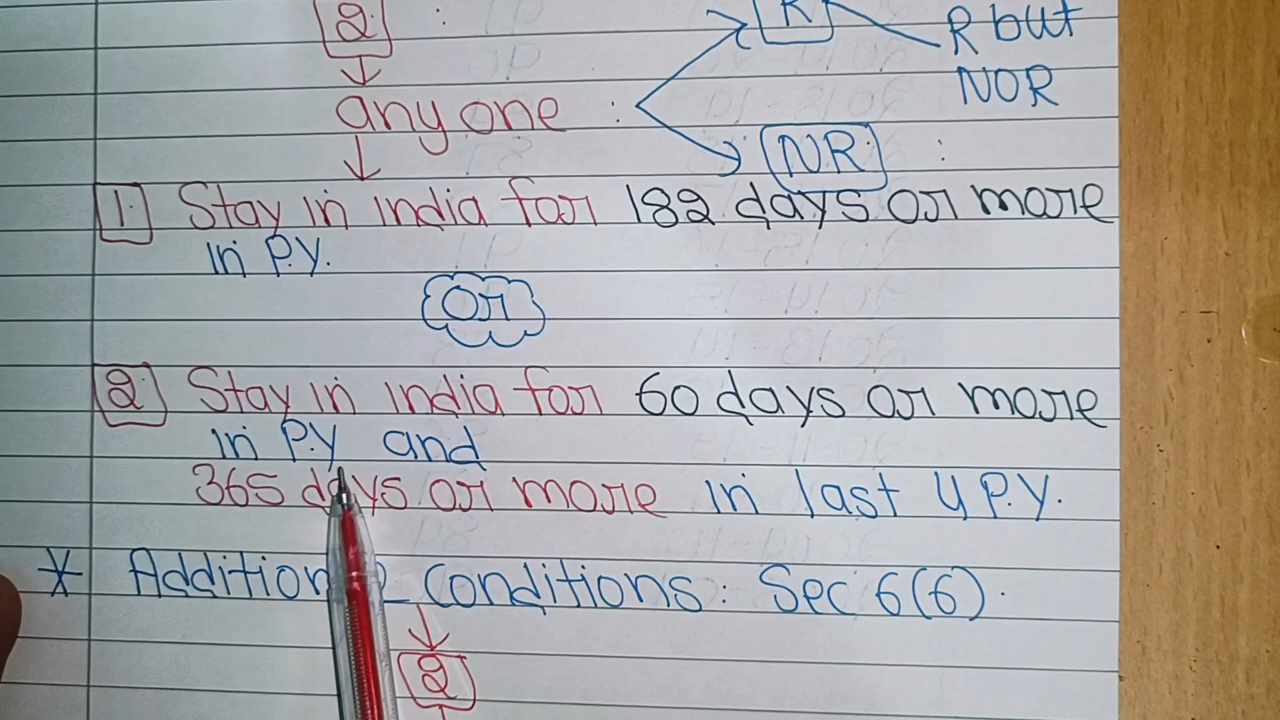 2 :
R R but
NOR
any one :
NR :
1. Stay in india for 182 days or more
in P.Y.
Or
2. Stay in india for 60 days or more
in P.Y and
365 days or more in last 4 P.Y.
* Additional Conditions: Sec 6(6).
2